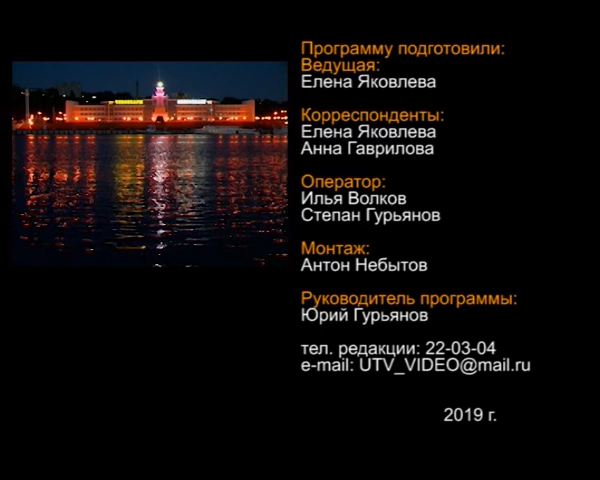 Программу подготовили:
Ведущая:
Елена Яковлева
Корреспонденты:
Елена Яковлева
Анна Гаврилова
Оператор:
Илья Волков
Степан Гурьянов
Монтаж:
Антон Небытов
Руководитель программы:
Юрий Гурьянов
тел. редакции: 22-03-04
e-mail: UTV_VIDEO@mail.ru
2019 г.